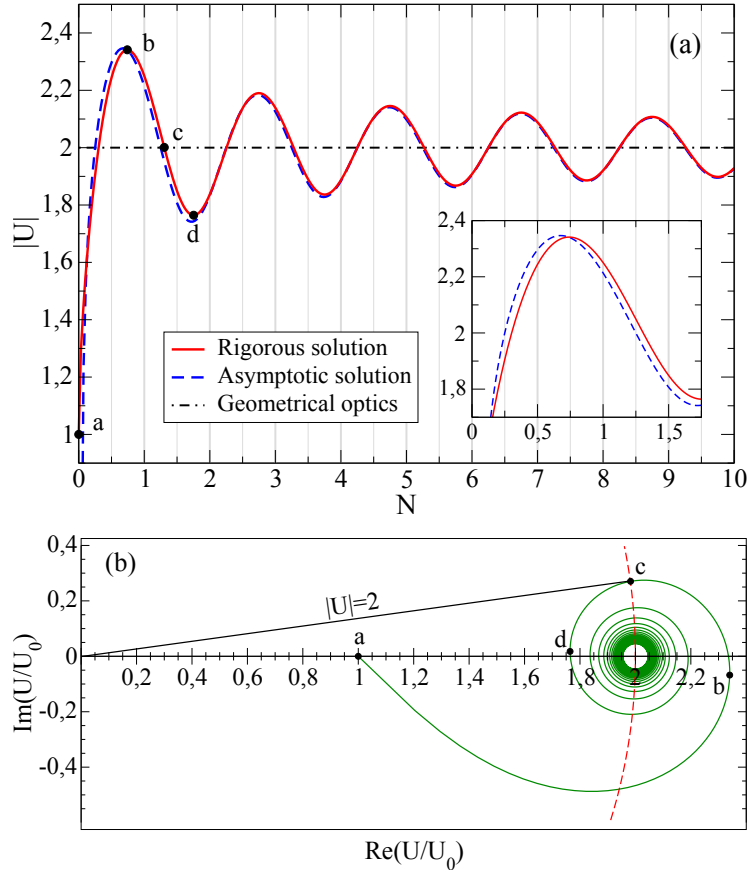 2,4
b
(a)
2,2
c
2
|U|
1,8
d
2,4
1,6
2,2
Rigorous solution
1,4
Asymptotic solution
2
Geometrical optics
1,2
1,8
a
1
0 0,5 1 1,5
0 1 2 3 4 5 6 7 8 9 10
N
0,4
(b)
c
0,2
|U|=2
a
d
Im(U/U₀)
0
0,2 0,4 0,6 0,8 1 1,2 1,4 1,6 1,8 2 2,2
b
-0,2
-0,4
Re(U/U₀)